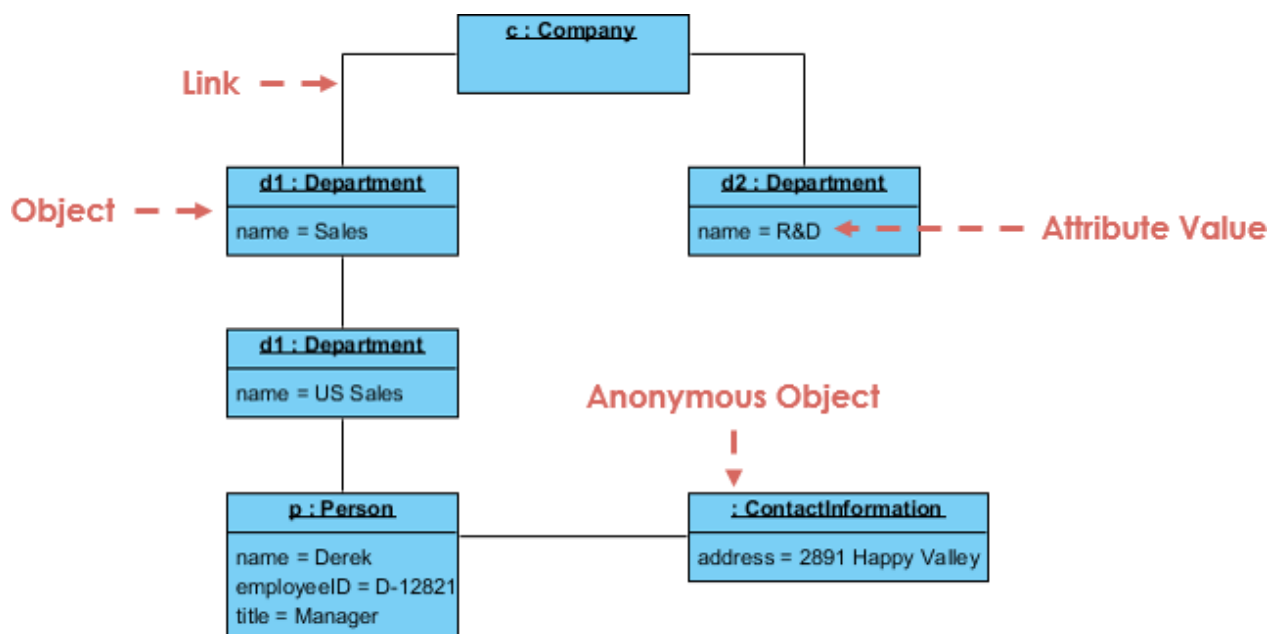 c : Company
Link
d1 : Department
name = Sales
Object
d2 : Department
name = R&D
Attribute Value
d1 : Department
name = US Sales
Anonymous Object
p : Person
name = Derek
employeeID = D-12821
title = Manager
: ContactInformation
address = 2891 Happy Valley